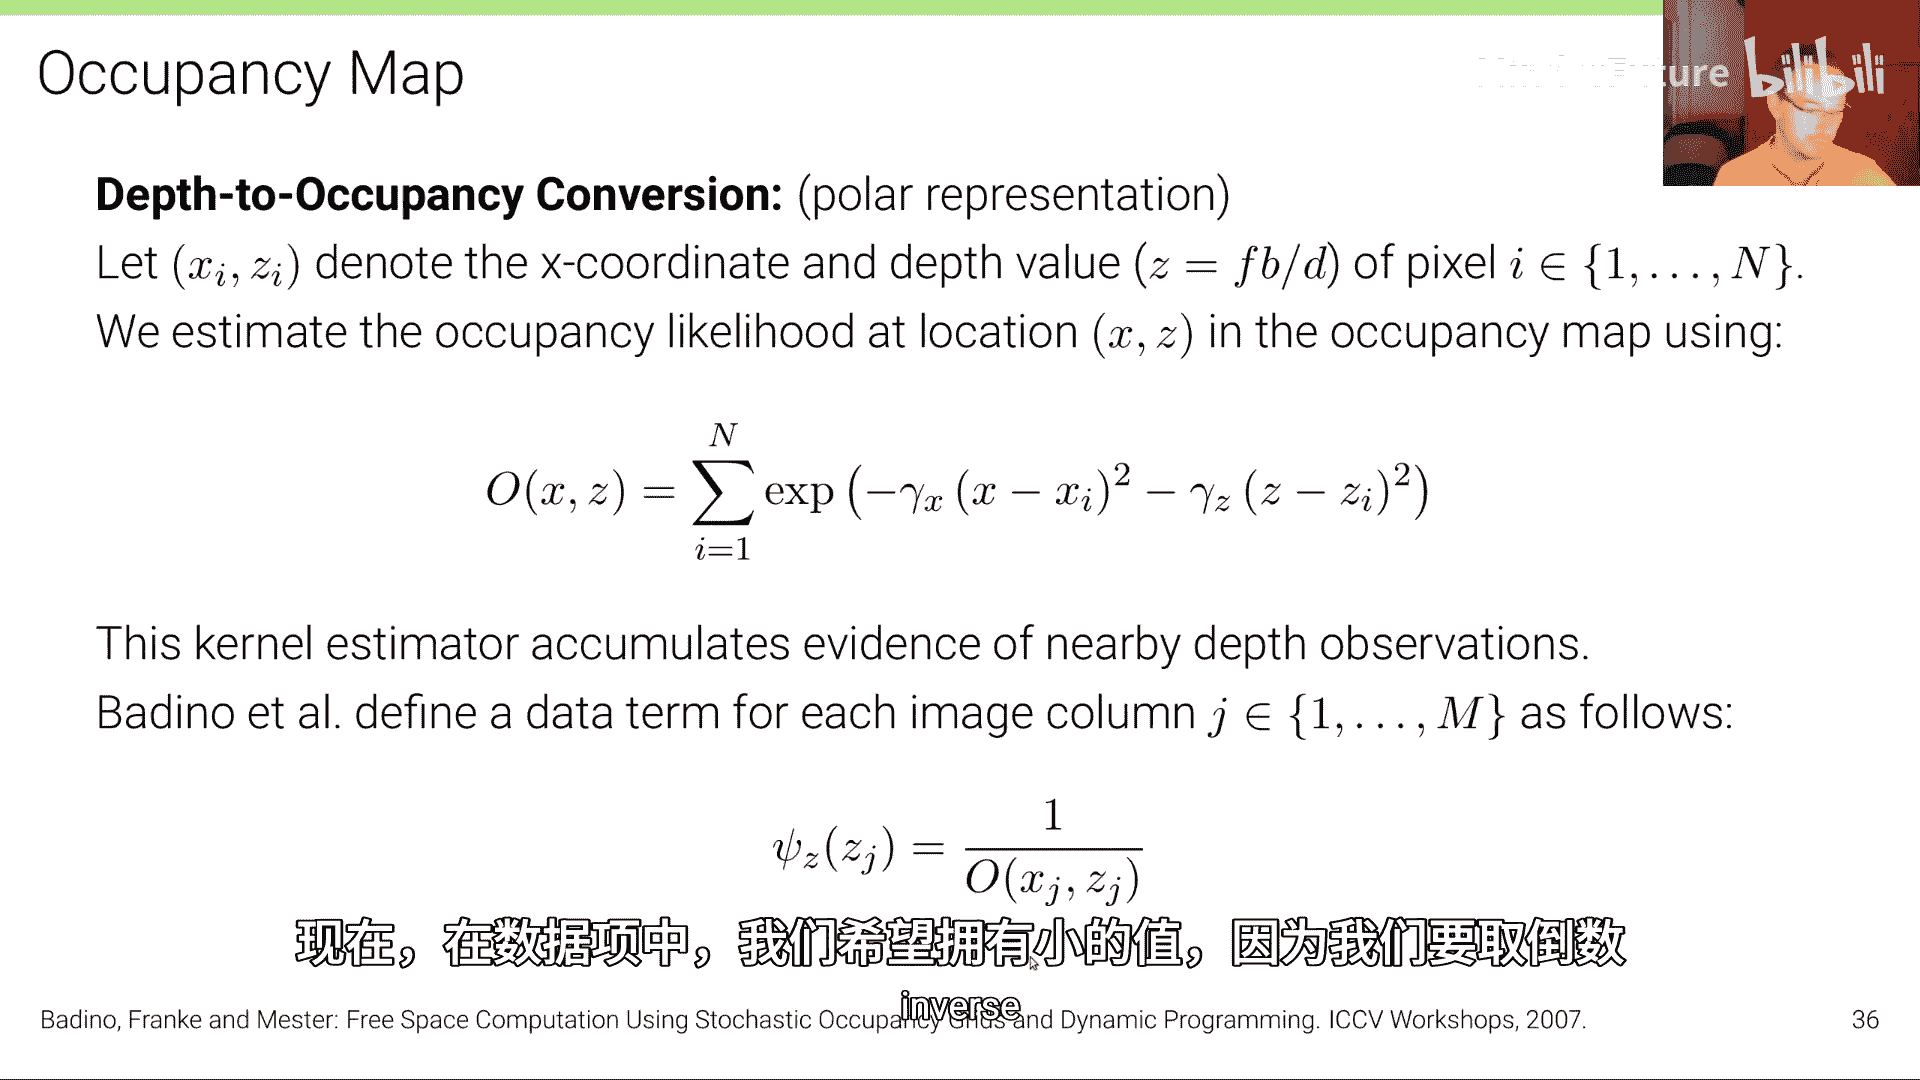 Occupancy Map
ture bilibili
Depth-to-Occupancy Conversion: (polar representation)
Let (x_i, z_i) denote the x-coordinate and depth value (z = fb/d) of pixel i ∈ {1, . . . , N}.
We estimate the occupancy likelihood at location (x, z) in the occupancy map using:
O(x, z) = \sum_{i=1}^{N} exp (−γ_x (x − x_i)^2 − γ_z (z − z_i)^2)
This kernel estimator accumulates evidence of nearby depth observations.
Badino et al. define a data term for each image column j ∈ {1, . . . , M} as follows:
ψ_z(z_j) = \frac{1}{O(x_j, z_j)}
现在，在数据项中，我们希望拥有小的值，因为我们要取倒数
inverse
Badino, Franke and Mester: Free Space Computation Using Stochastic Occupancy Grids and Dynamic Programming. ICCV Workshops, 2007.
36